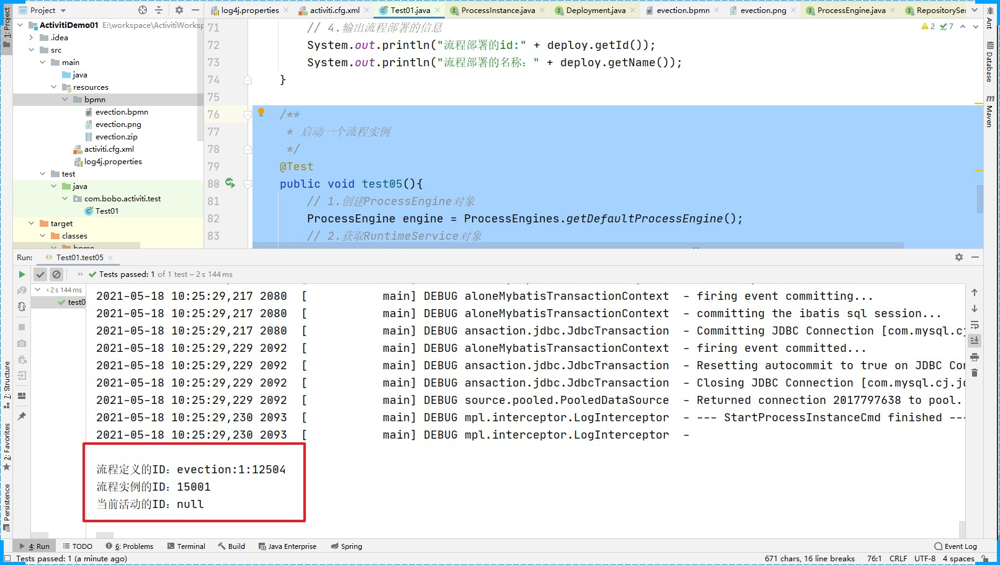 Project
log4j.properties
activiti.cfg.xml
Test01.java
ProcessInstance.java
Deployment.java
evection.bpmn
evection.png
ProcessEngine.java
RepositorySer
1: Project
ActivitiDemo01 E:\workspace\ActivitiWorksp
.idea
src
main
java
resources
bpmn
evection.bpmn
evection.png
evection.zip
activiti.cfg.xml
log4j.properties
test
java
com.bobo.activiti.test
Test01
target
classes
bpmn
71 // 4.输出流程部署的信息
72 System.out.println("流程部署的id:" + deploy.getId());
73 System.out.println("流程部署的名称：" + deploy.getName());
74 }
75
76 /**
77 * 启动一个流程实例
78 */
79 @Test
80 public void test05(){
81 // 1.创建ProcessEngine对象
82 ProcessEngine engine = ProcessEngines.getDefaultProcessEngine();
83 // 2.获取RuntimeService对象
2 7
Ant
Database
m Maven
Run: Test01.test05
» Tests passed: 1 of 1 test – 2 s 144 ms
2 s 144 ms
test0
2021-05-18 10:25:29,217 2080 [ main] DEBUG aloneMybatisTransactionContext - firing event committing...
2021-05-18 10:25:29,217 2080 [ main] DEBUG aloneMybatisTransactionContext - committing the ibatis sql session...
2021-05-18 10:25:29,217 2080 [ main] DEBUG ansaction.jdbc.JdbcTransaction - Committing JDBC Connection [com.mysql.cj
2021-05-18 10:25:29,229 2092 [ main] DEBUG aloneMybatisTransactionContext - firing event committed...
2021-05-18 10:25:29,229 2092 [ main] DEBUG ansaction.jdbc.JdbcTransaction - Resetting autocommit to true on JDBC Con
2021-05-18 10:25:29,229 2092 [ main] DEBUG ansaction.jdbc.JdbcTransaction - Closing JDBC Connection [com.mysql.cj.jd
2021-05-18 10:25:29,229 2092 [ main] DEBUG source.pooled.PooledDataSource - Returned connection 2017797638 to pool.
2021-05-18 10:25:29,230 2093 [ main] DEBUG mpl.interceptor.LogInterceptor - --- StartProcessInstanceCmd finished ---
2021-05-18 10:25:29,230 2093 [ main] DEBUG mpl.interceptor.LogInterceptor -
流程定义的ID：evection:1:12504
流程实例的ID：15001
当前活动的ID：null
7: Structure
2: Favorites
Persistence
4: Run
TODO
6: Problems
Terminal
Build
Java Enterprise
Spring
Event Log
Tests passed: 1 (a minute ago)
671 chars, 16 line breaks 76:1 CRLF UTF-8 4 spaces